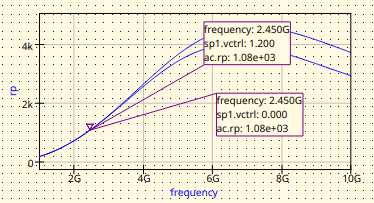 frequency: 2.450G
sp1.vctrl: 1.200
ac.rp: 1.08e+03
4k
frequency: 2.450G
sp1.vctrl: 0.000
ac.rp: 1.08e+03
rp
2k
0
2G 4G 6G 8G 10G
frequency